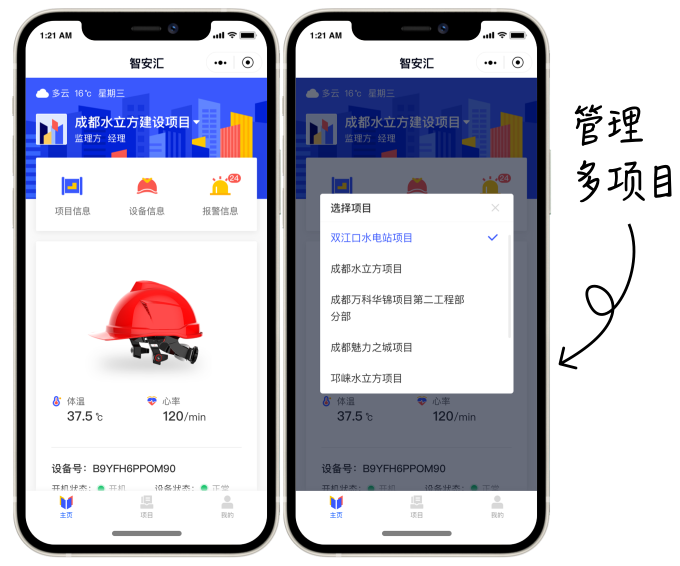 1:21 AM
智安汇
多云 16℃ 星期三
成都水立方建设项目
监理方 经理
项目信息
设备信息
24
报警信息
体温
37.5 ℃
心率
120/min
设备号: B9YFH6PPOM90
开机状态: 开机
设备状态: 正常
主页
项目
我的
1:21 AM
智安汇
多云 16℃ 星期三
成都水立方建设项目
监理方 经理
24
选择项目
双江口水电站项目
成都水立方项目
成都万科华锦项目第二工程部
分部
成都魅力之城项目
邛崃水立方项目
体温
37.5 ℃
心率
120/min
设备号: B9YFH6PPOM90
开机状态: 开机
设备状态: 正常
主页
项目
我的
管理
多项目